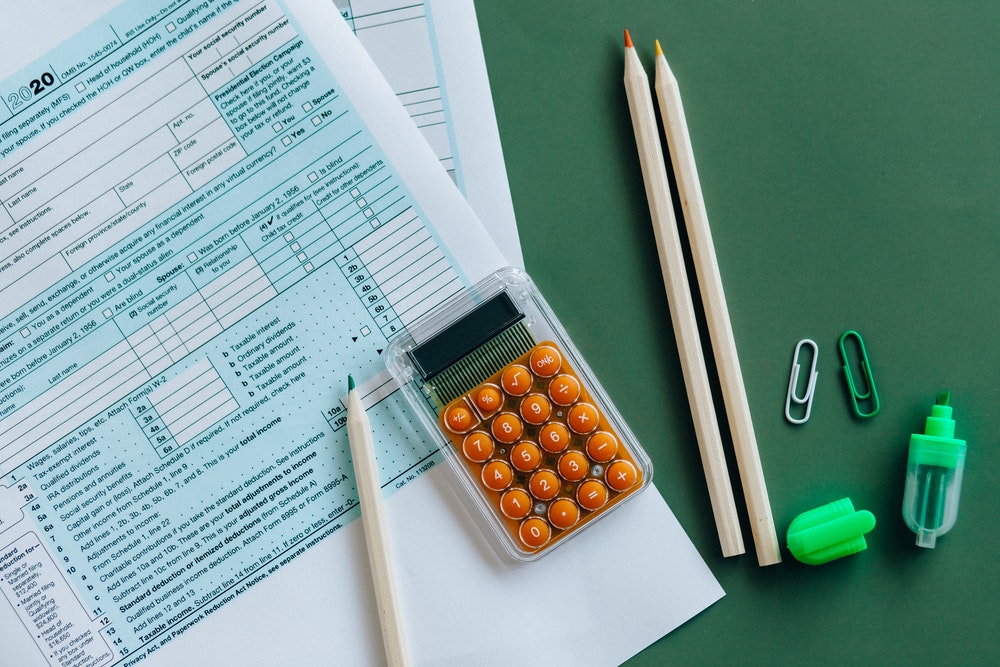 2020
OMB No. 1545-0074
(IRS Use Only—Do not
Head of household (HOH)
Qualifying
filing separately (MFS)
If you checked the HOH or QW box, enter the child's name if the
your spouse.
Your social security number
Last name
Spouse's social security number
Last name
Apt. no.
Presidential Election Campaign
Check here if you, or your
spouse if filing jointly, want $3
to go to this fund. Checking a
box below will not change
your tax or refund.
You
Spouse
see instructions.
State
ZIP code
also complete spaces below.
Foreign province/state/county
Foreign postal code
sell, send, exchange, or otherwise acquire any financial interest in any virtual currency?
Yes
No
You as a dependent
Your spouse as a dependent
on a separate return or you were a dual-status alien
born before January 2, 1956
Are blind
Spouse:
Was born before January 2, 1956
Is blind
Last name
(2) Social security
number
(3) Relationship
to you
(4) ✓ if qualifies for (see instructions):
Child tax credit
Credit for other dependents
Wages, salaries, tips, etc. Attach Form(s) W-2
1
2a
Tax-exempt interest
2a
b Taxable interest
2b
3a
Qualified dividends
3a
b Ordinary dividends
3b
4a
IRA distributions
4a
b Taxable amount
4b
5a
Pensions and annuities
5a
b Taxable amount
5b
6a
Social security benefits
6a
b Taxable amount
6b
7
Capital gain or (loss). Attach Schedule D if required. If not required, check here
7
8
Other income from Schedule 1, line 9
8
9
Add lines 1, 2b, 3b, 4b, 5b, 6b, 7, and 8. This is your total income
Adjustments to income:
From Schedule 1, line 22
10a
Charitable contributions if you take the standard deduction. See instructions
10b
Add lines 10a and 10b. These are your total adjustments to income
Subtract line 10c from line 9. This is your adjusted gross income
12
Standard deduction or itemized deductions (from Schedule A)
13
Qualified business income deduction. Attach Form 8995 or Form 8995-A
14
Add lines 12 and 13
15
Taxable income. Subtract line 14 from line 11. If zero or less, enter -0-
Privacy Act, and Paperwork Reduction Act Notice, see separate instructions.
Cat. No. 113
Standard
Deduction for—
• Single or
Married filing
separately,
$12,400
• Married filing
jointly or
Qualifying
widow(er),
$24,800
• Head of
household,
$18,650
• If you checked
any box under
Standard
ON/C
√
%
+/-
÷
9
8
7
×
6
5
4
−
3
2
1
+
=
•
0